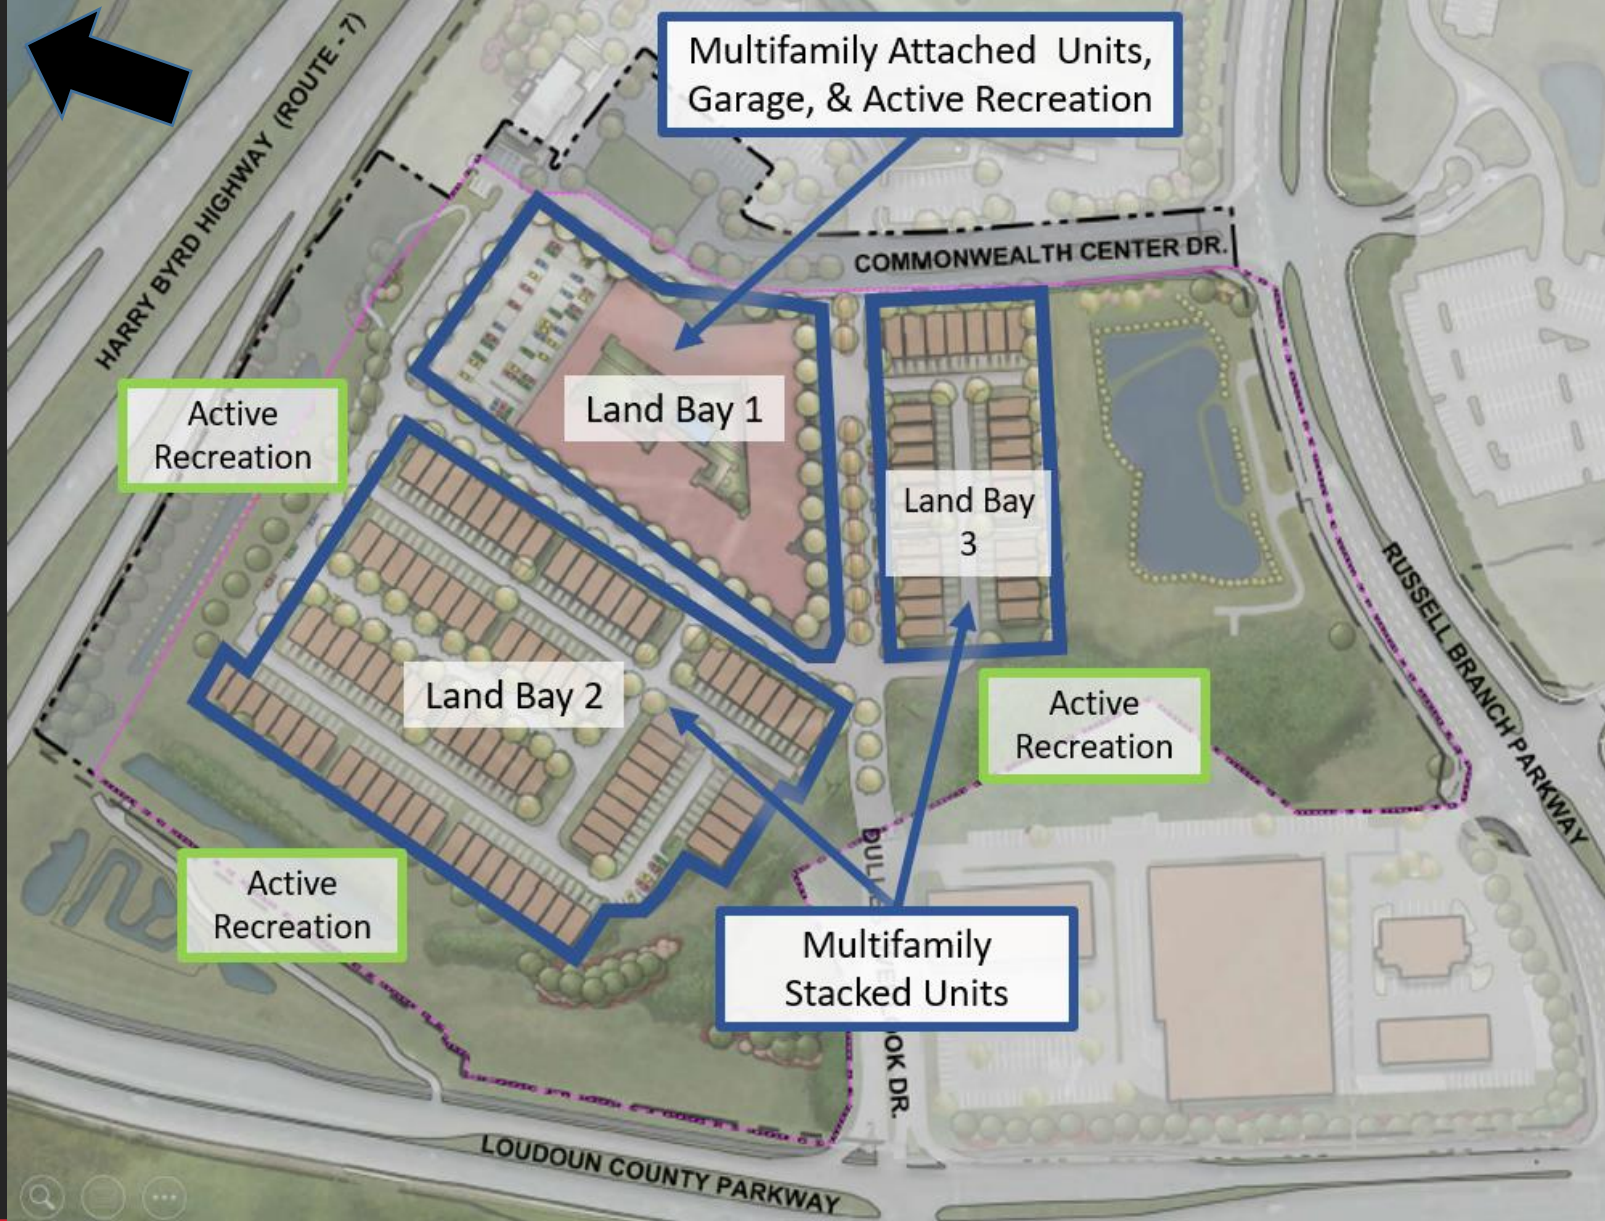 Multifamily Attached Units,
Garage, & Active Recreation
HARRY BYRD HIGHWAY (ROUTE - 7)
COMMONWEALTH CENTER DR.
Active
Recreation
Land Bay 1
Land Bay
3
RUSSELL BRANCH PARKWAY
Land Bay 2
Active
Recreation
Active
Recreation
Multifamily
Stacked Units
DR.
LOUDOUN COUNTY PARKWAY